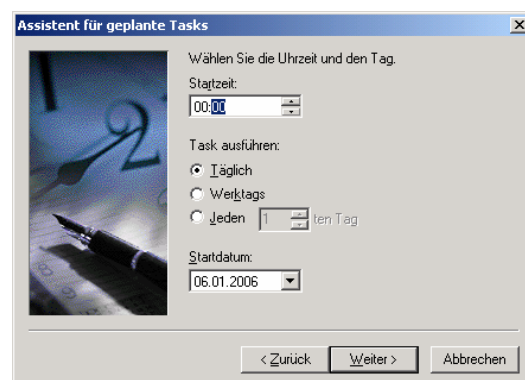 Assistent für geplante Tasks
Wählen Sie die Uhrzeit und den Tag.
Startzeit:
00:00
Task ausführen:
Täglich
Werktags
Jeden 1 ten Tag
Startdatum:
06.01.2006
< Zurück Weiter > Abbrechen